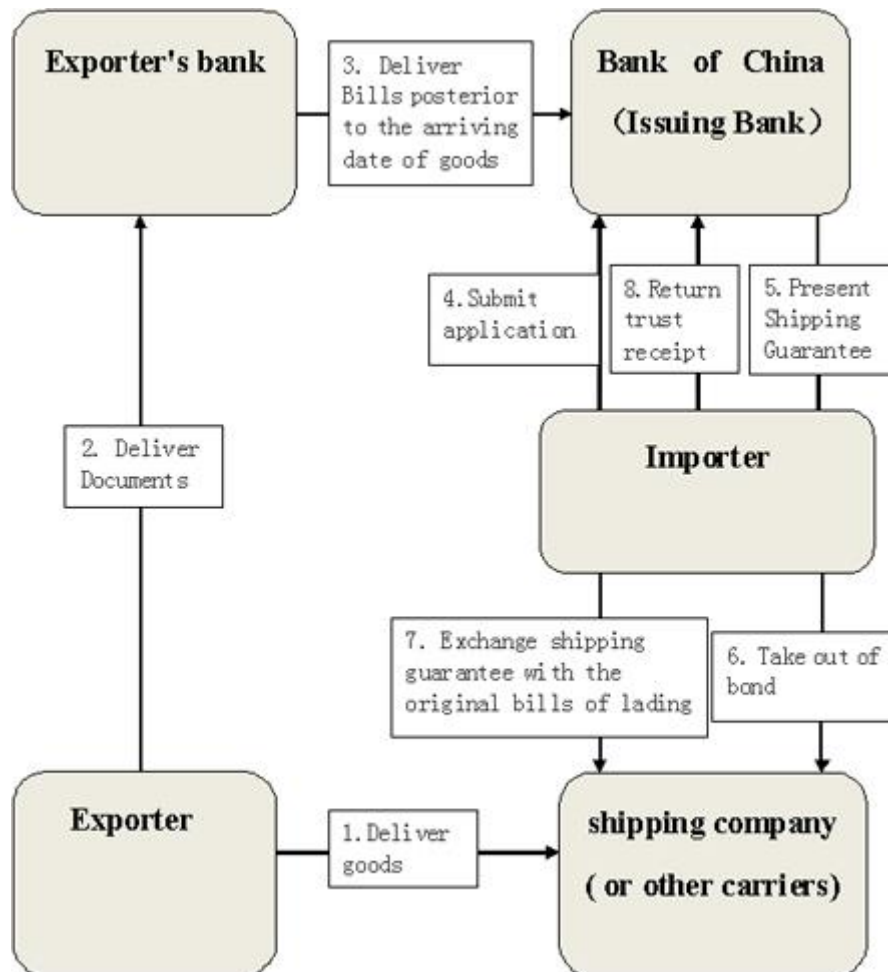 Exporter's bank
3. Deliver
Bills posterior
to the arriving
date of goods
Bank of China
（Issuing Bank）
4.Submit
application
8.Return
trust
receipt
5.Present
Shipping
Guarantee
2. Deliver
Documents
Importer
7. Exchange shipping
guarantee with the
original bills of lading
6. Take out of
bond
Exporter
1.Deliver
goods
shipping company
( or other carriers)